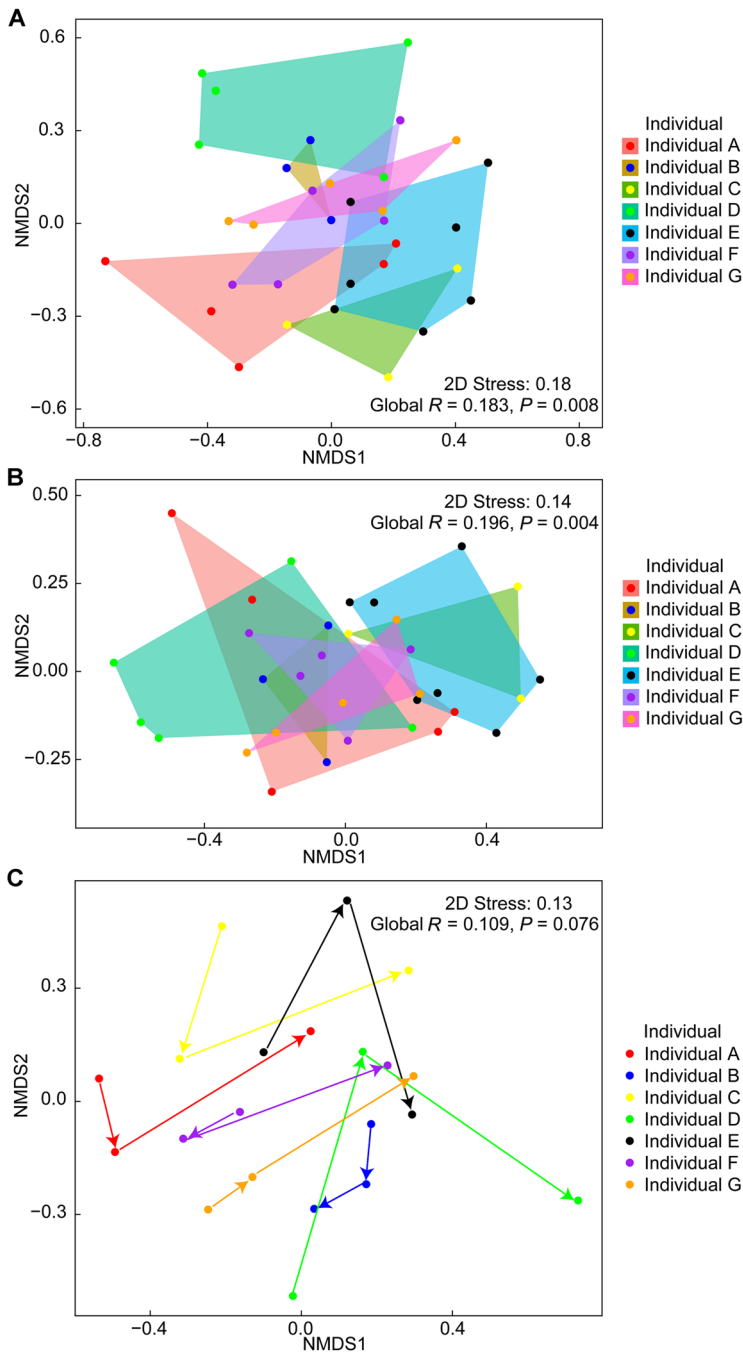 A
0.6
0.3
0.0
−0.3
−0.6
NMDS2
2D Stress: 0.18
Global R = 0.183, P = 0.008
−0.8
−0.4
0.0
0.4
0.8
NMDS1
Individual
Individual A
Individual B
Individual C
Individual D
Individual E
Individual F
Individual G
B
0.50
0.25
0.00
−0.25
NMDS2
2D Stress: 0.14
Global R = 0.196, P = 0.004
−0.4
0.0
0.4
NMDS1
Individual
Individual A
Individual B
Individual C
Individual D
Individual E
Individual F
Individual G
C
0.3
0.0
−0.3
NMDS2
2D Stress: 0.13
Global R = 0.109, P = 0.076
−0.4
0.0
0.4
NMDS1
Individual
Individual A
Individual B
Individual C
Individual D
Individual E
Individual F
Individual G